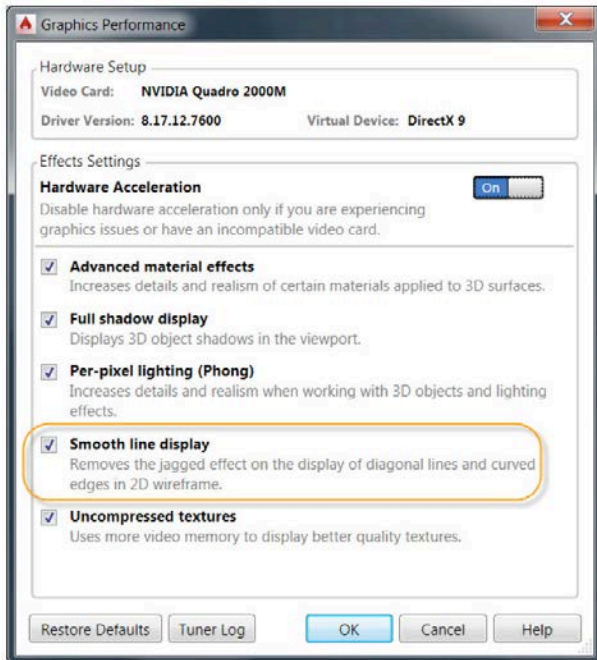 Graphics Performance
Hardware Setup
Video Card: NVIDIA Quadro 2000M
Driver Version: 8.17.12.7600 Virtual Device: DirectX 9
Effects Settings
Hardware Acceleration
On
Disable hardware acceleration only if you are experiencing
graphics issues or have an incompatible video card.
Advanced material effects
Increases details and realism of certain materials applied to 3D surfaces.
Full shadow display
Displays 3D object shadows in the viewport.
Per-pixel lighting (Phong)
Increases details and realism when working with 3D objects and lighting
effects.
Smooth line display
Removes the jagged effect on the display of diagonal lines and curved
edges in 2D wireframe.
Uncompressed textures
Uses more video memory to display better quality textures.
Restore Defaults Tuner Log OK Cancel Help